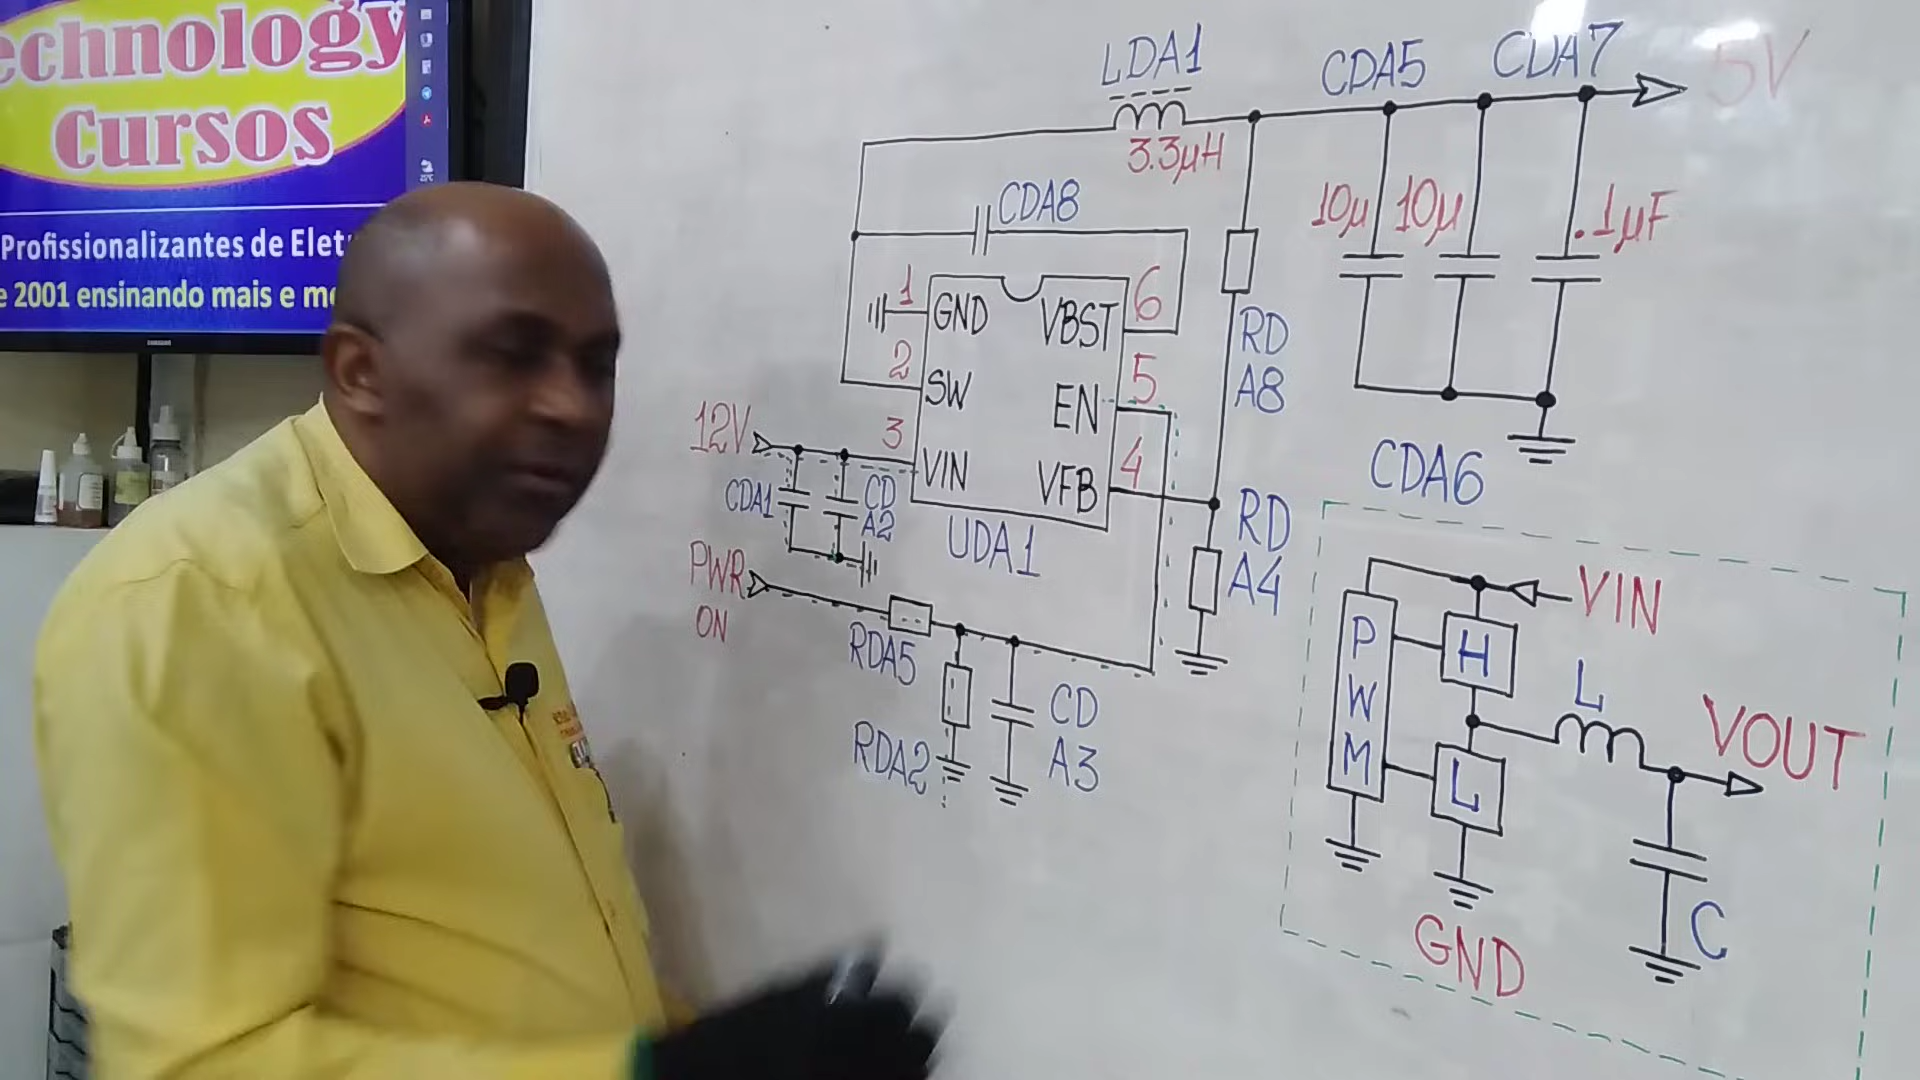 echnology
Cursos
Profissionalizantes de Elet
e 2001 ensinando mais e m
LDA1
3.3µH
CDA5
CDA7
5V
10µ
10µ
.1µF
CDA6
CDA8
1
GND
2
SW
3
VIN
VBST
6
EN
5
VFB
4
UDA1
RD
A8
RD
A4
12V
CDA1
CD
A2
PWR
ON
RDA5
RDA2
CD
A3
PWM
H
L
VIN
L
VOUT
C
GND